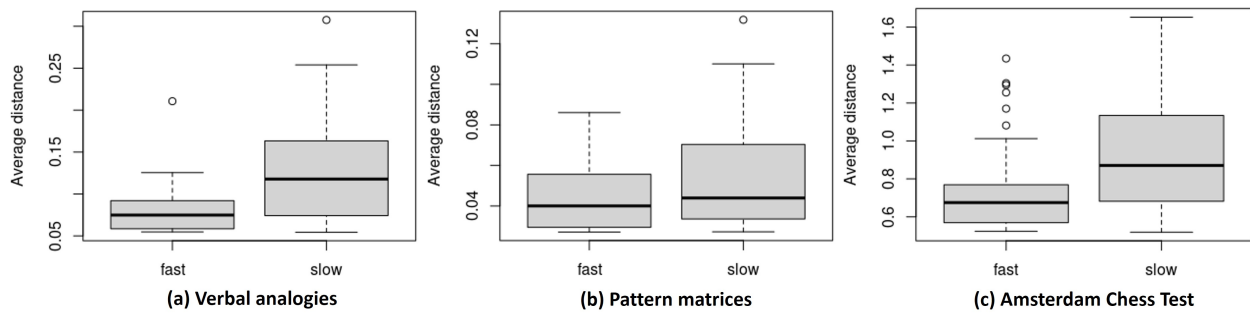 Average distance
0.25
0.15
0.05
fast slow
(a) Verbal analogies
Average distance
0.12
0.08
0.04
fast slow
(b) Pattern matrices
Average distance
1.6
1.4
1.2
1.0
0.8
0.6
fast slow
(c) Amsterdam Chess Test